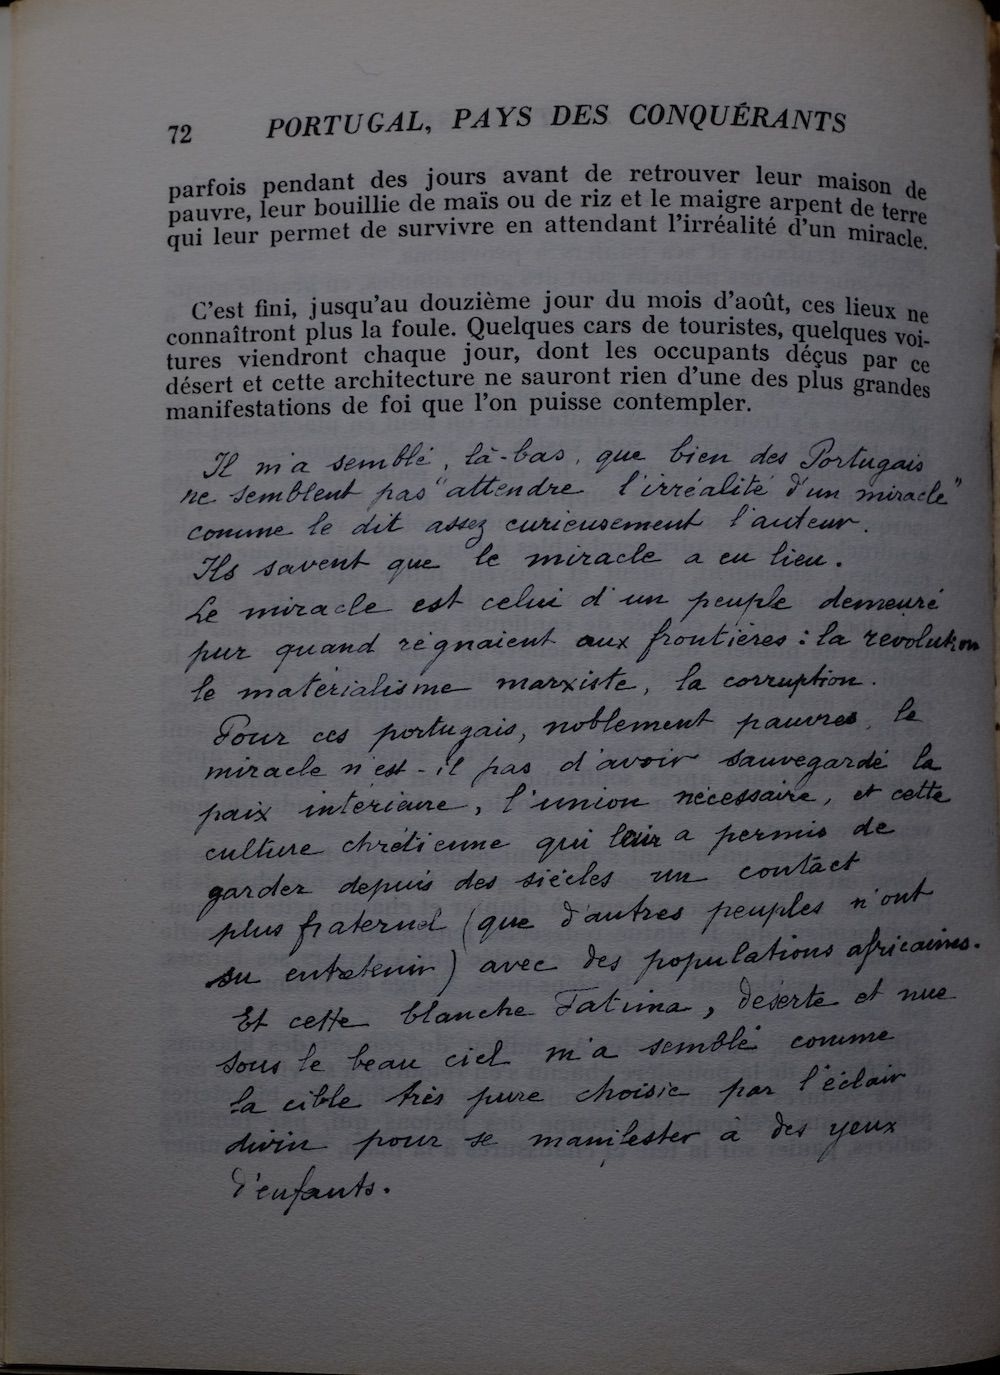 72 PORTUGAL, PAYS DES CONQUÉRANTS
parfois pendant des jours avant de retrouver leur maison de
pauvre, leur bouillie de maïs ou de riz et le maigre arpent de terre
qui leur permet de survivre en attendant l'irréalité d'un miracle.
C'est fini, jusqu'au douzième jour du mois d'août, ces lieux ne
connaîtront plus la foule. Quelques cars de touristes, quelques voi-
tures viendront chaque jour, dont les occupants déçus par ce
désert et cette architecture ne sauront rien d'une des plus grandes
manifestations de foi que l'on puisse contempler.
Il m'a semblé, là-bas, que bien des Portugais
ne semblent pas "attendre l'irréalité d'un miracle"
comme le dit assez curieusement l'auteur.
Ils savent que le miracle a eu lieu.
Le miracle est celui d'un peuple demeuré
pur quand régnaient aux frontières : la révolution
le matérialisme marxiste, la corruption.
Pour ces portugais, noblement pauvres, le
miracle n'est-il pas d'avoir sauvegardé la
paix intérieure, l'union nécessaire, et cette
culture chrétienne qui leur a permis de
garder depuis des siècles un contact
plus fraternel (que d'autres peuples n'ont
su entretenir) avec des populations africaines.
Et cette blanche Fatima, déserte et nue
sous le beau ciel m'a semblé comme
la cible très pure choisie par l'éclair
divin pour se manifester à des yeux
d'enfants.